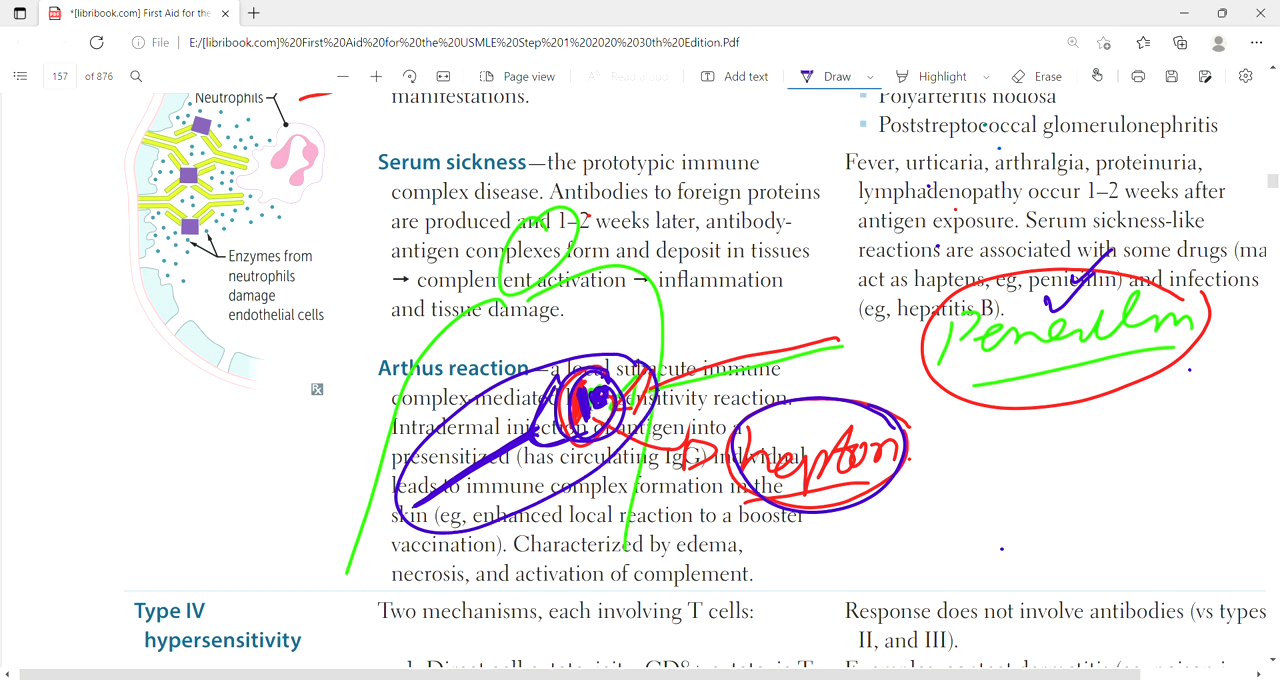 *[libribook.com] First Aid for the
File
E:/[libribook.com]%20First%20Aid%20for%20the%20USMLE%20Step%201%202020%2030th%20Edition.Pdf
157 of 876
Page view
Read aloud
Add text
Draw
Highlight
Erase
Neutrophils
Enzymes from
neutrophils
damage
endothelial cells
manifestations.
Serum sickness—the prototypic immune
complex disease. Antibodies to foreign proteins
are produced and 1–2 weeks later, antibody-
antigen complexes form and deposit in tissues
→ complement activation → inflammation
and tissue damage.
Arthus reaction—a local subacute immune
complex-mediated hypersensitivity reaction.
Intradermal injection of antigen into a
presensitized (has circulating IgG) individual
leads to immune complex formation in the
skin (eg, enhanced local reaction to a booster
vaccination). Characterized by edema,
necrosis, and activation of complement.
hepton
Polyarteritis nodosa
Poststreptococcal glomerulonephritis
Fever, urticaria, arthralgia, proteinuria,
lymphadenopathy occur 1–2 weeks after
antigen exposure. Serum sickness-like
reactions are associated with some drugs (ma
act as haptens, eg, penicillin) and infections
(eg, hepatitis B).
Type IV
hypersensitivity
Two mechanisms, each involving T cells:
Response does not involve antibodies (vs types
II, and III).